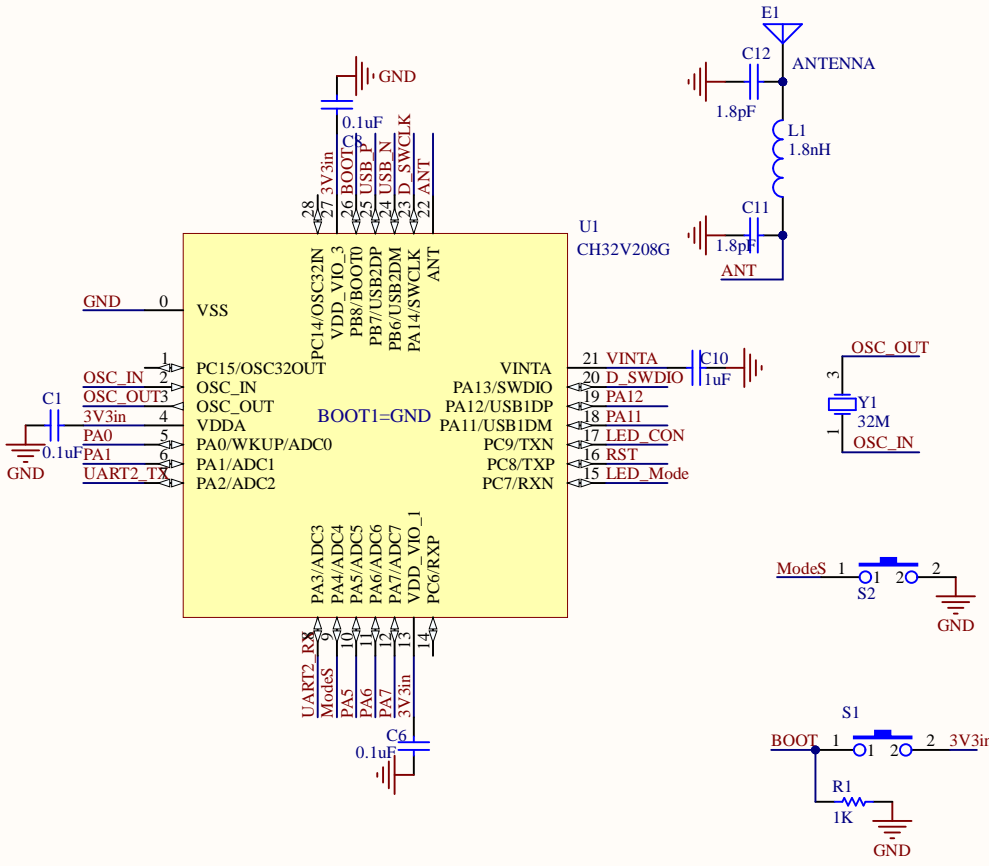 E1
C12
ANTENNA
GND
1.8pF
0.1uF
C8
L1
1.8nH
3V3in
BOOT
USB_P
USB_N
D_SWCLK
ANT
28
27
26
25
24
23
22
C11
1.8pF
ANT
U1
CH32V208G
PC14/OSC32IN
VDD_VIO_3
PB8/BOOT0
PB7/USB2DP
PB6/USB2DM
PA14/SWCLK
ANT
GND 0 VSS
1 PC15/OSC32OUT
OSC_IN 2 OSC_IN
OSC_OUT 3 OSC_OUT
3V3in 4 VDDA
PA0 5 PA0/WKUP/ADC0
PA1 6 PA1/ADC1
UART2_TX PA2/ADC2
C1
0.1uF
GND
BOOT1=GND
VINTA 21 VINTA
PA13/SWDIO 20 D_SWDIO
PA12/USB1DP 19 PA12
PA11/USB1DM 18 PA11
PC9/TXN 17 LED_CON
PC8/TXP 16 RST
PC7/RXN 15 LED_Mode
C10
1uF
OSC_OUT
3
Y1
32M
1
OSC_IN
PA3/ADC3
PA4/ADC4
PA5/ADC5
PA6/ADC6
PA7/ADC7
VDD_VIO_1
PC6/RXP
8
9
10
11
12
13
14
UART2_RX
ModeS
PA5
PA6
PA7
3V3in
C6
0.1uF
ModeS 1 1 2 2
S2
GND
S1
BOOT 1 1 2 2 3V3in
R1
1K
GND